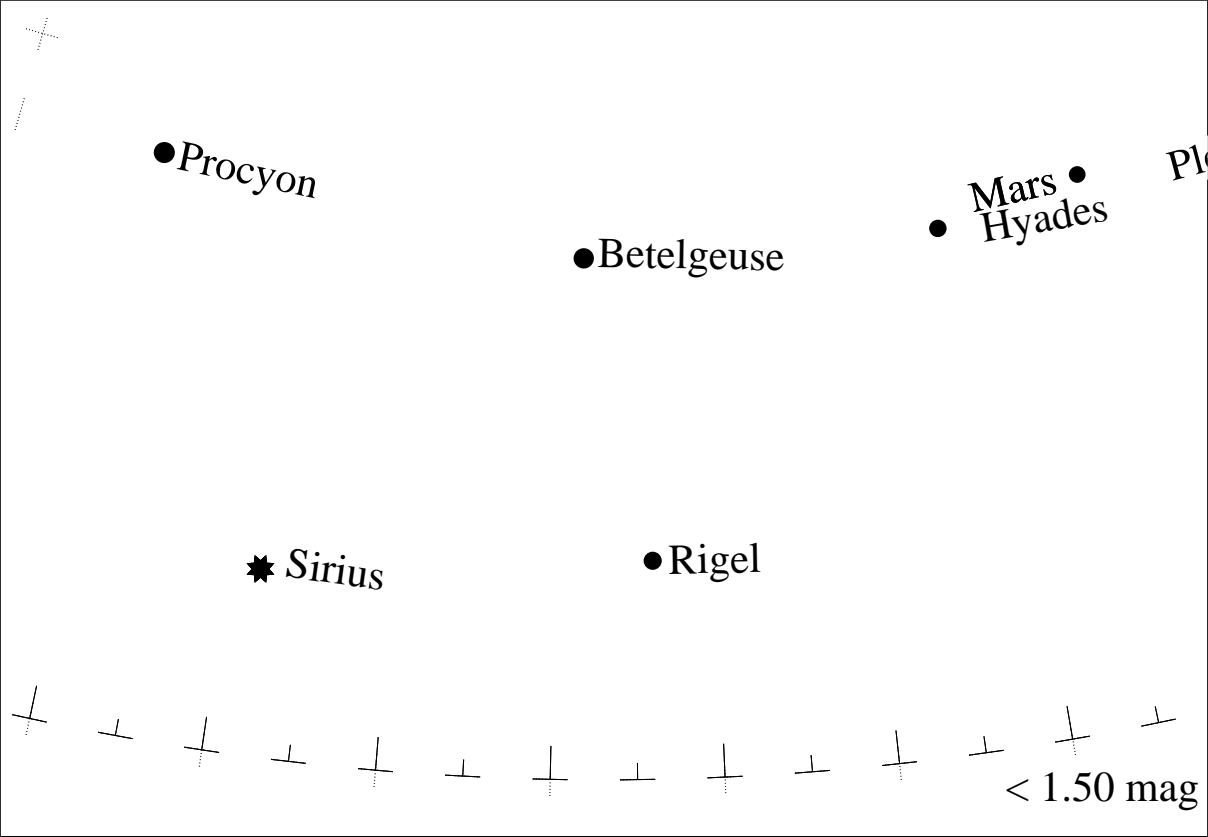 Procyon
Mars
Hyades
Betelgeuse
Sirius
Rigel
< 1.50 mag